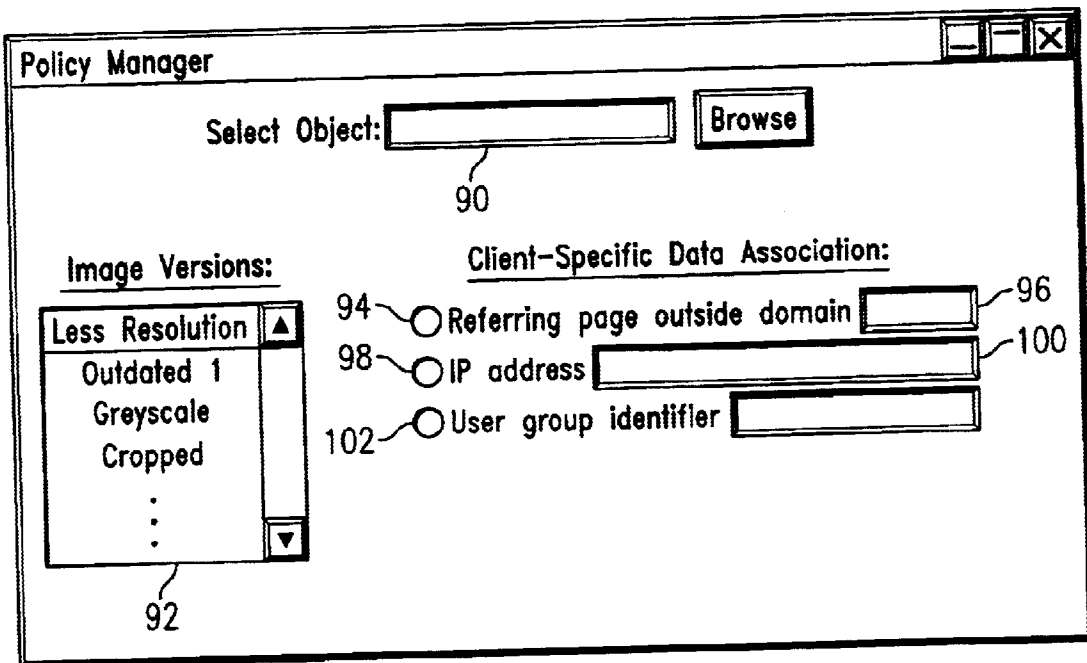 Policy Manager
Select Object: Browse
90
Image Versions:
Less Resolution
Outdated 1
Greyscale
Cropped
92
Client-Specific Data Association:
94 Referring page outside domain 96
98 IP address 100
102 User group identifier